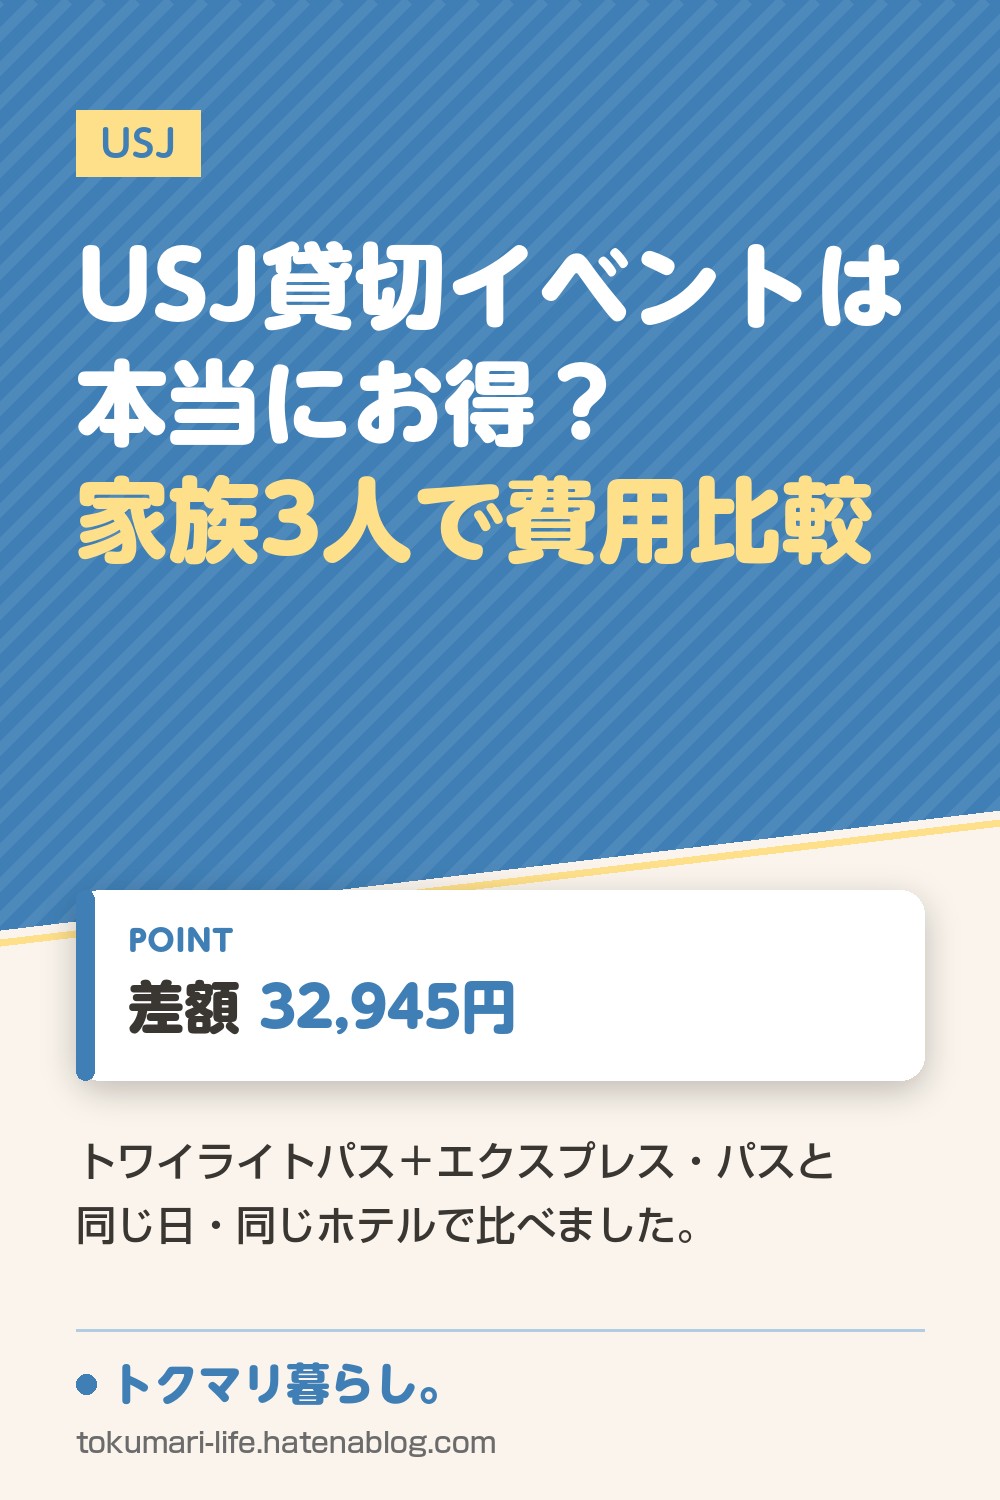 USJ
USJ貸切イベントは
本当にお得？
家族3人で費用比較
POINT
差額 32,945円
トワイライトパス＋エクスプレス・パスと
同じ日・同じホテルで比べました。
トクマリ暮らし。
tokumari-life.hatenablog.com